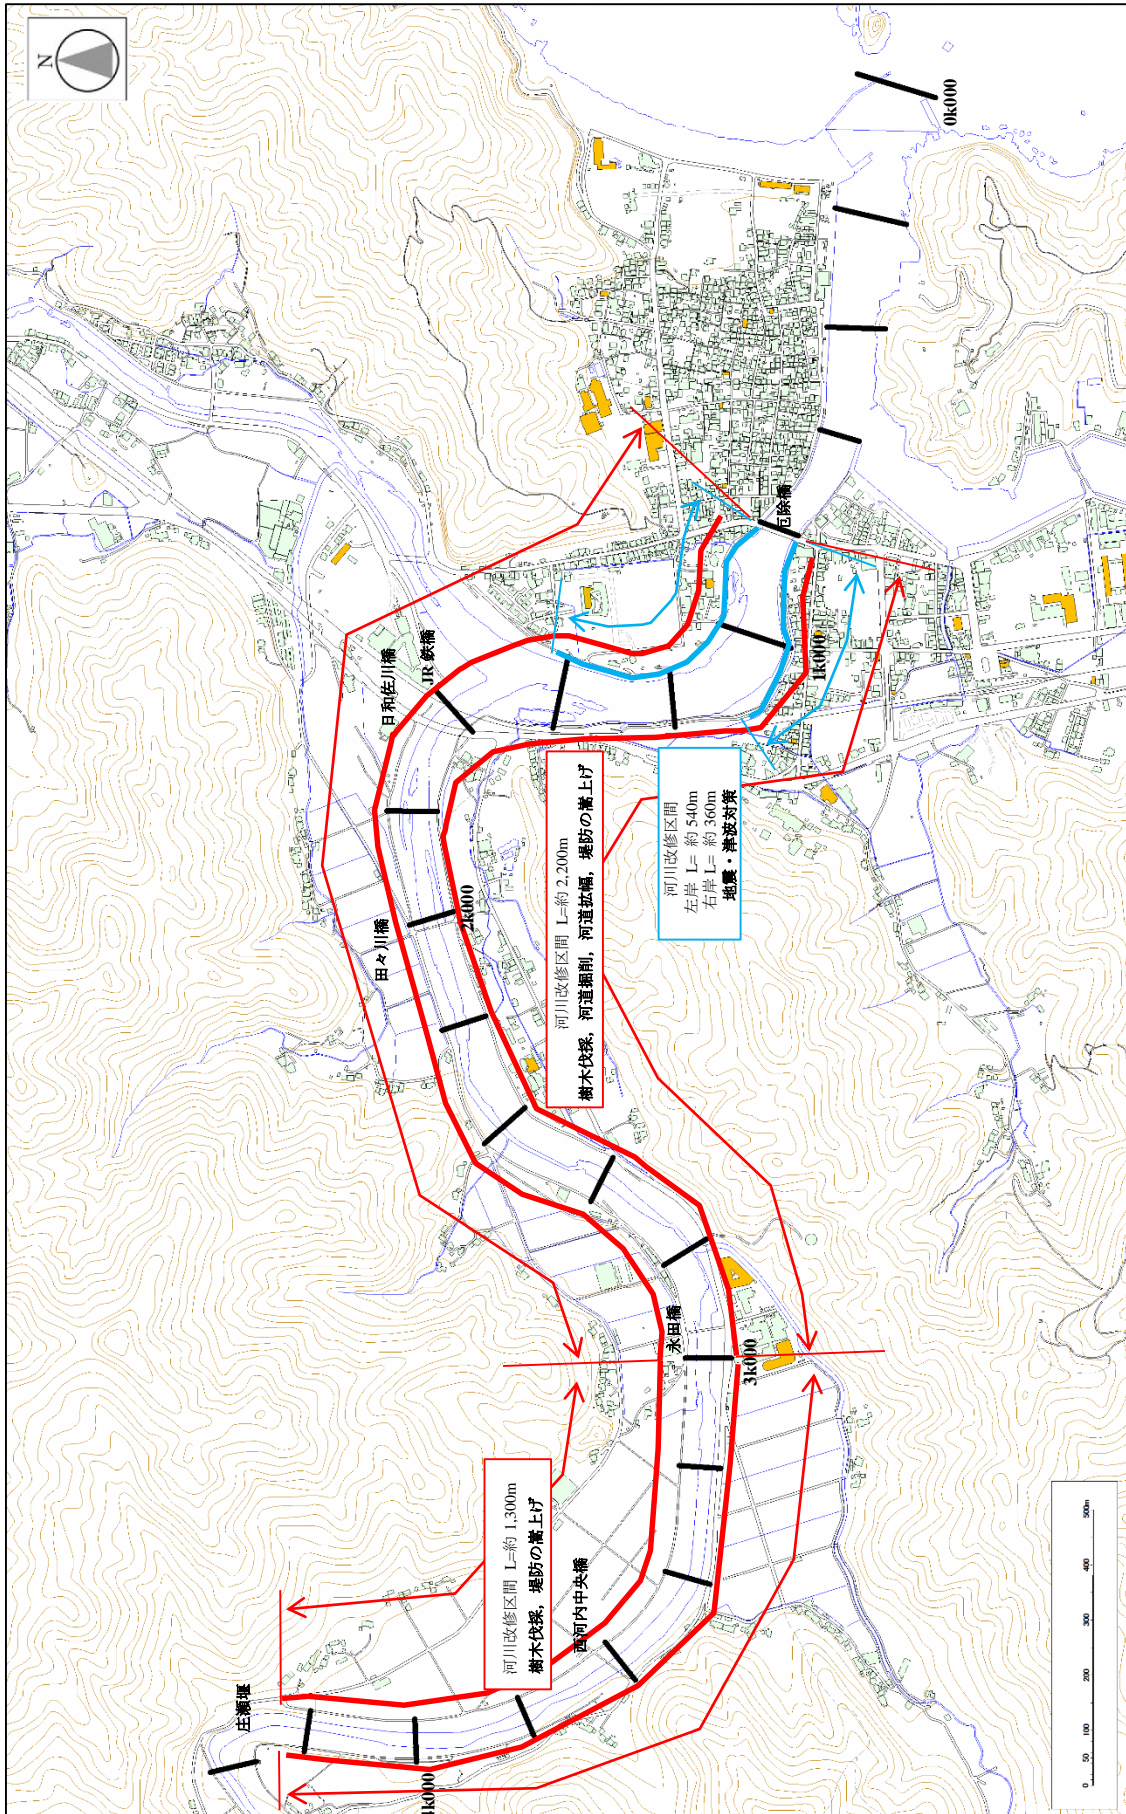 N
0k000
厄除橋
1k000
日和佐川橋
JR 鉄橋
河川改修区間
左岸 L= 約 540m
右岸 L= 約 360m
地震・津波対策
河川改修区間 L=約 2,200m
樹木伐採，河道掘削，河道拡幅，堤防の嵩上げ
2k000
田々川橋
永田橋
3k000
河川改修区間 L=約 1,300m
樹木伐採，堤防の嵩上げ
西河内中央橋
庄瀬堰
4k000
0 50 100 200 300 400 500m